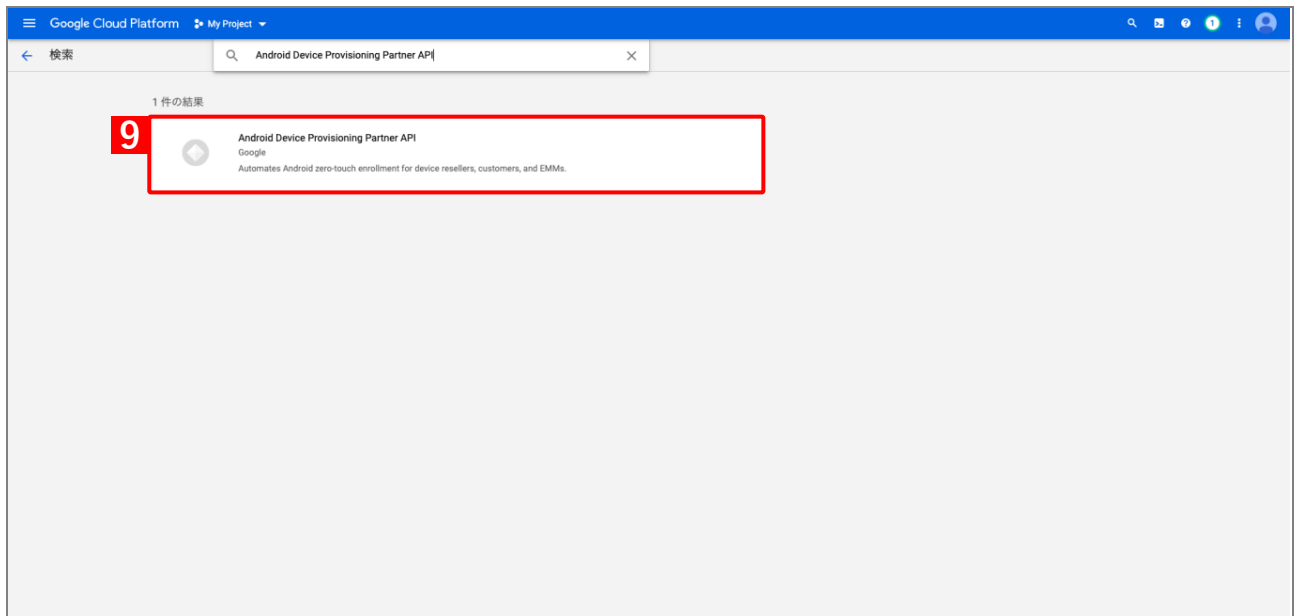 Google Cloud Platform My Project 1
検索 Android Device Provisioning Partner API
1 件の結果
9
Android Device Provisioning Partner API
Google
Automates Android zero-touch enrollment for device resellers, customers, and EMMs.